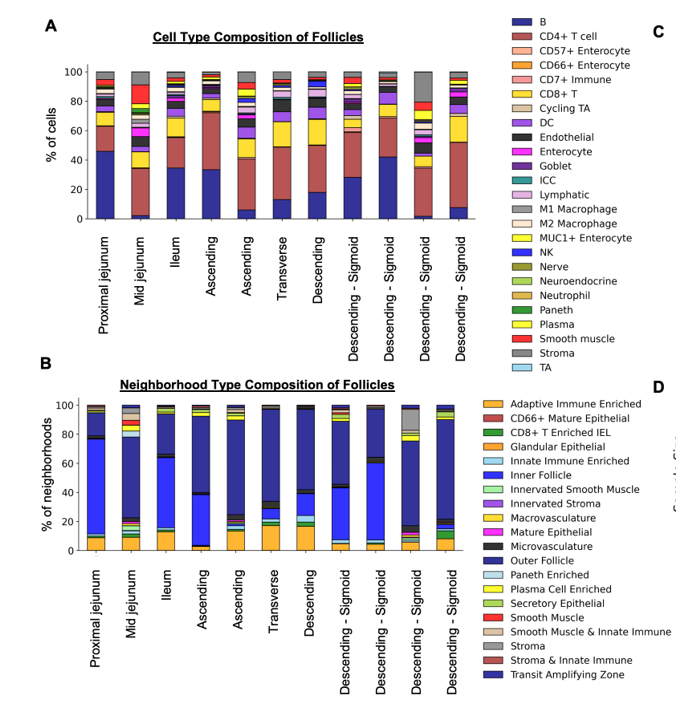 A
Cell Type Composition of Follicles
% of cells
100
80
60
40
20
0
Proximal jejunum
Mid jejunum
Ileum
Ascending
Ascending
Transverse
Descending
Descending - Sigmoid
Descending - Sigmoid
Descending - Sigmoid
Descending - Sigmoid
B
CD4+ T cell
CD57+ Enterocyte
CD66+ Enterocyte
CD7+ Immune
CD8+ T
Cycling TA
DC
Endothelial
Enterocyte
Goblet
ICC
Lymphatic
M1 Macrophage
M2 Macrophage
MUC1+ Enterocyte
NK
Nerve
Neuroendocrine
Neutrophil
Paneth
Plasma
Smooth muscle
Stroma
TA
C
B
Neighborhood Type Composition of Follicles
% of neighborhoods
100
80
60
40
20
0
Proximal jejunum
Mid jejunum
Ileum
Ascending
Ascending
Transverse
Descending
Descending - Sigmoid
Descending - Sigmoid
Descending - Sigmoid
Descending - Sigmoid
Adaptive Immune Enriched
CD66+ Mature Epithelial
CD8+ T Enriched IEL
Glandular Epithelial
Innate Immune Enriched
Inner Follicle
Innervated Smooth Muscle
Innervated Stroma
Macrovasculature
Mature Epithelial
Microvasculature
Outer Follicle
Paneth Enriched
Plasma Cell Enriched
Secretory Epithelial
Smooth Muscle
Smooth Muscle & Innate Immune
Stroma
Stroma & Innate Immune
Transit Amplifying Zone
D